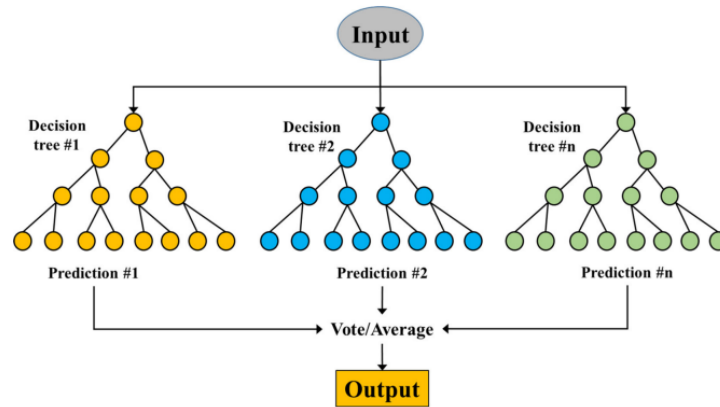 Input
Decision
tree #1
Decision
tree #2
Decision
tree #n
Prediction #1
Prediction #2
Prediction #n
Vote/Average
Output